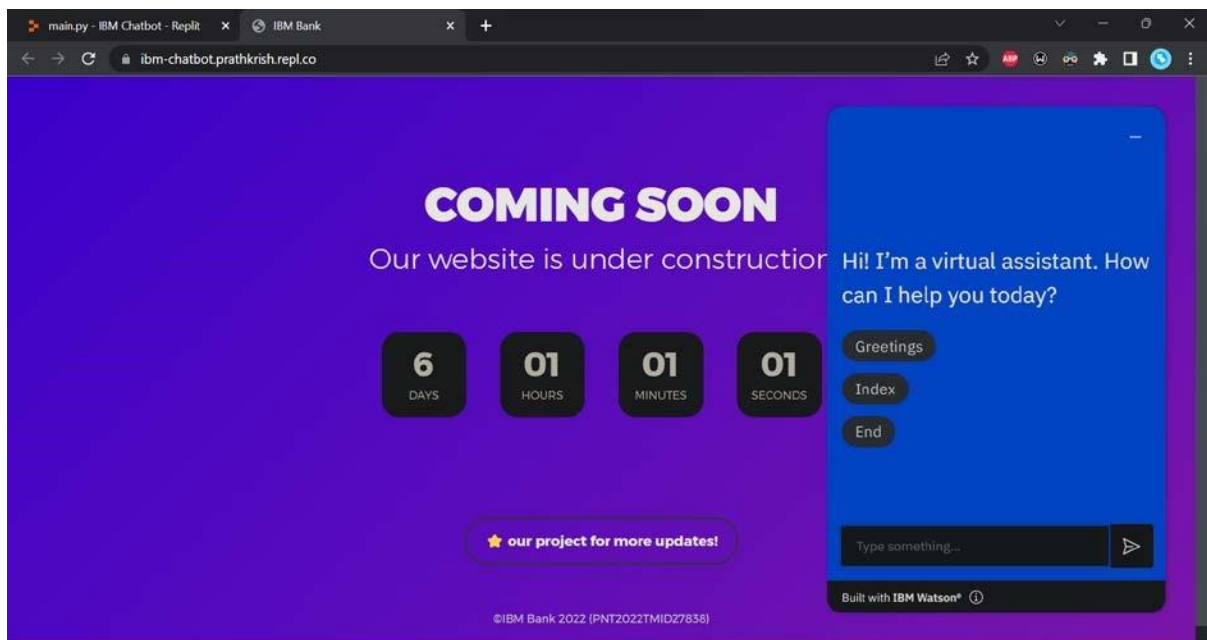 main.py - IBM Chatbot - Replit
IBM Bank
ibm-chatbot.prathkrish.repl.co
ABP
COMING SOON
Our website is under construction
6
DAYS
01
HOURS
01
MINUTES
01
SECONDS
our project for more updates!
©IBM Bank 2022 (PNT2022TMID27838)
Hi! I'm a virtual assistant. How
can I help you today?
Greetings
Index
End
Type something...
Built with IBM Watson®